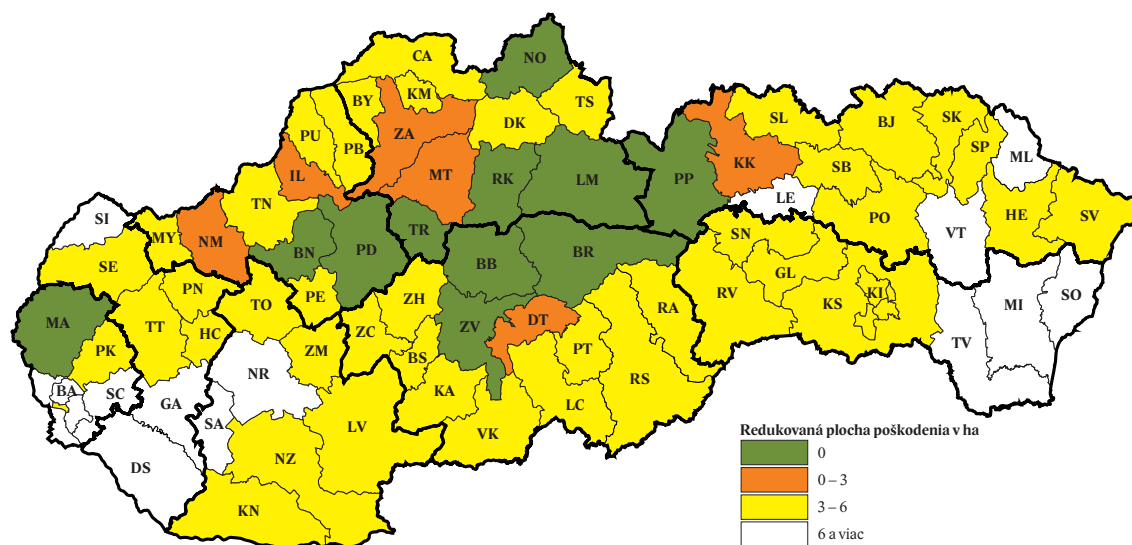 CA
NO
BY
KM
TS
PU
PB
ZA
DK
SL
BJ
SK
SP
ML
IL
MT
RK
LM
PP
KK
SB
LE
PO
HE
SV
VT
SI
MY
NM
TN
BN
PD
TR
BB
BR
SN
GL
SE
PN
TO
PE
ZH
ZC
ZV
DT
RA
RV
KS
KI
MI
SO
TV
MA
TT
HC
ZM
BS
PT
RS
PK
NR
KA
LC
BA
SC
GA
SA
LV
VK
DS
NZ
KN
Redukovaná plocha poškodenia v ha
0
0 – 3
3 – 6
6 a viac